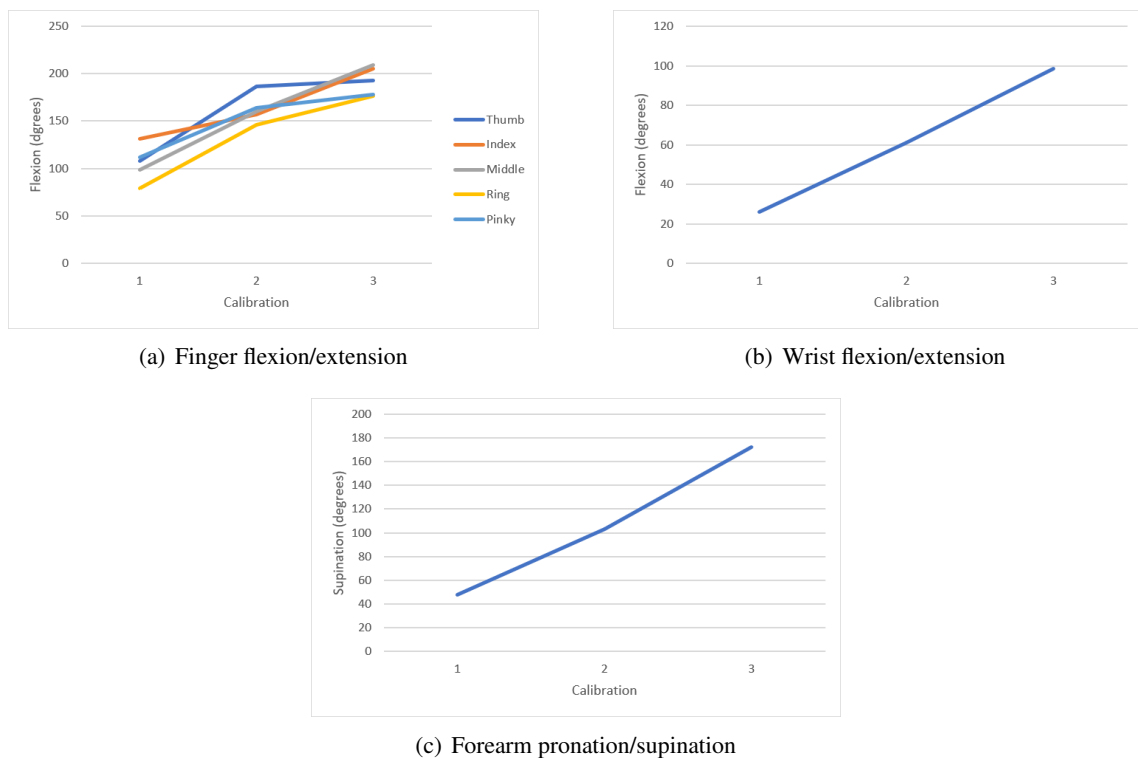 250
200
150
100
50
0
Flexion (dgrees)
1 2 3
Calibration
Thumb
Index
Middle
Ring
Pinky
(a) Finger flexion/extension
120
100
80
60
40
20
0
Flexion (degrees)
1 2 3
Calibration
(b) Wrist flexion/extension
200
180
160
140
120
100
80
60
40
20
0
Supination (degrees)
1 2 3
Calibration
(c) Forearm pronation/supination